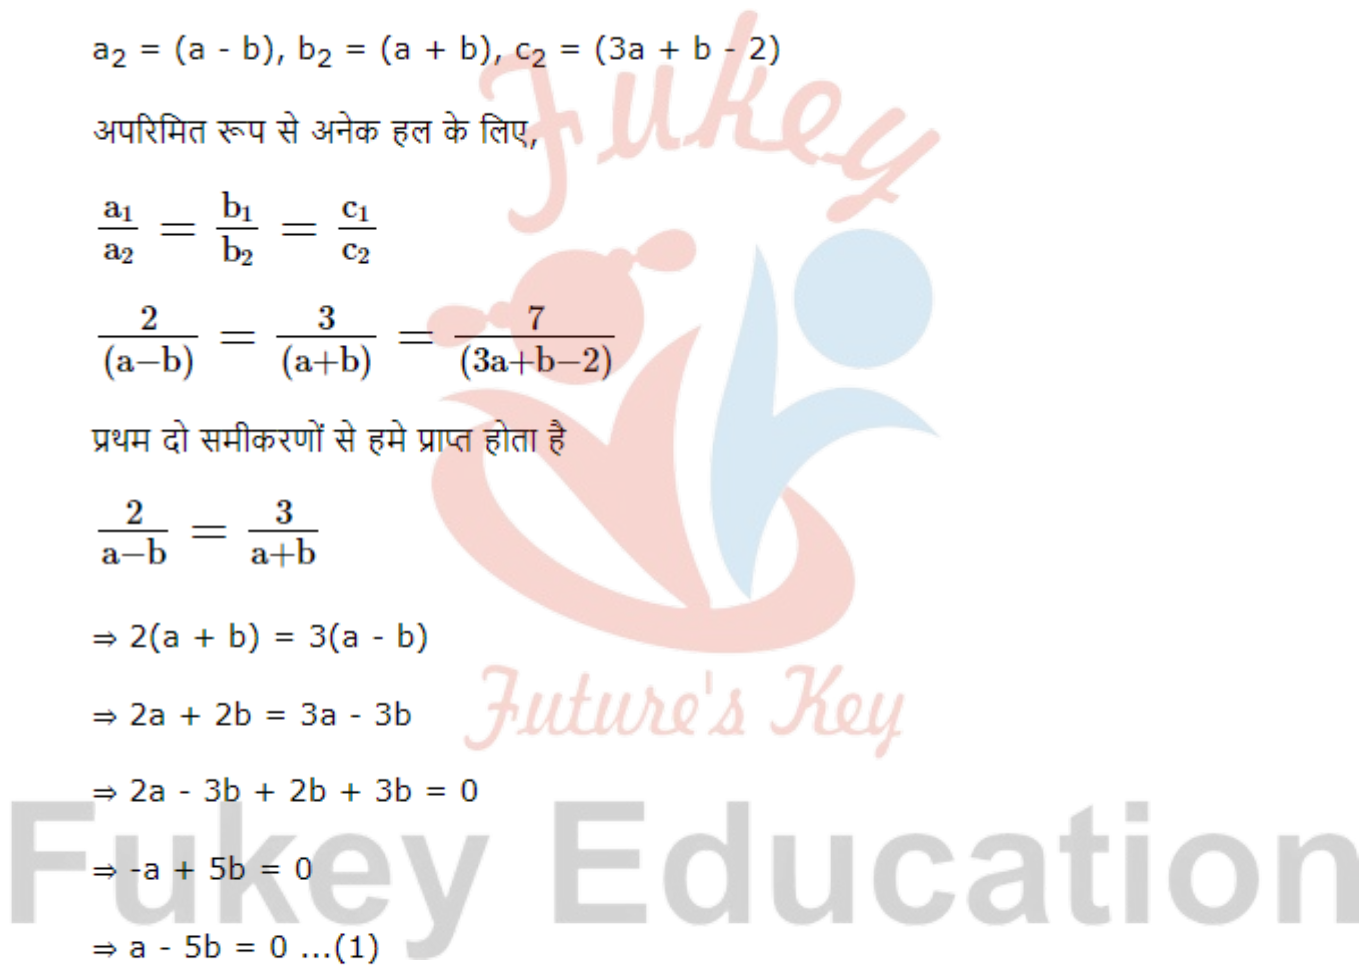 a₂ = (a - b), b₂ = (a + b), c₂ = (3a + b - 2)
अपरिमित रूप से अनेक हल के लिए,
a₁/a₂ = b₁/b₂ = c₁/c₂
2/(a−b) = 3/(a+b) = 7/(3a+b−2)
प्रथम दो समीकरणों से हमे प्राप्त होता है
2/a−b = 3/a+b
⇒ 2(a + b) = 3(a - b)
⇒ 2a + 2b = 3a - 3b
⇒ 2a - 3b + 2b + 3b = 0
⇒ -a + 5b = 0
⇒ a - 5b = 0 ...(1)
Fukey
Future's Key
Fukey Education